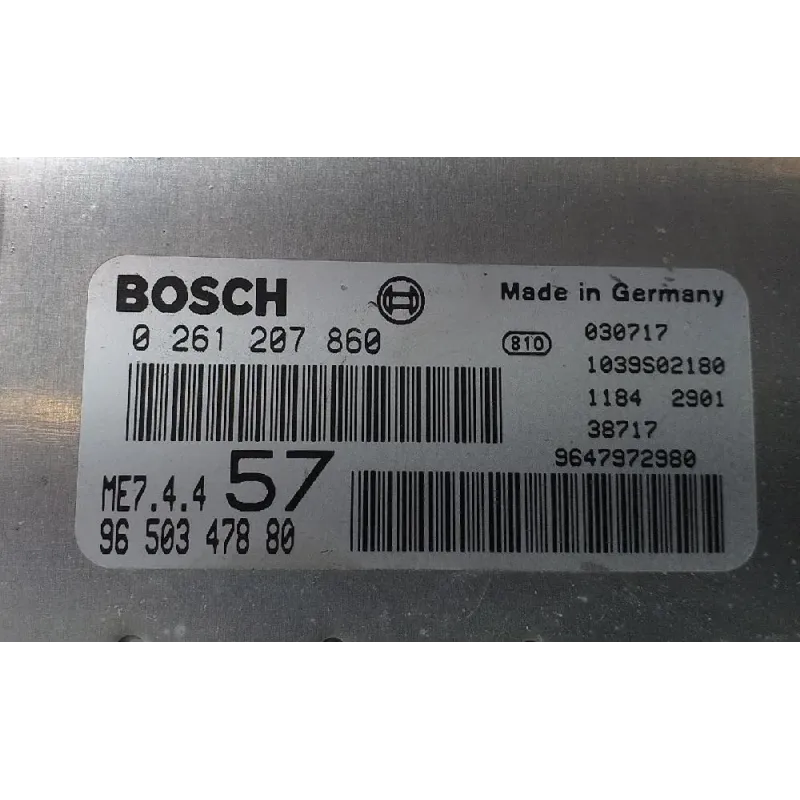 BOSCH
Made in Germany
0 261 207 860
810
030717
1039S02180
1184 2901
38717
9647972980
ME7.4.4 57
96 503 478 80